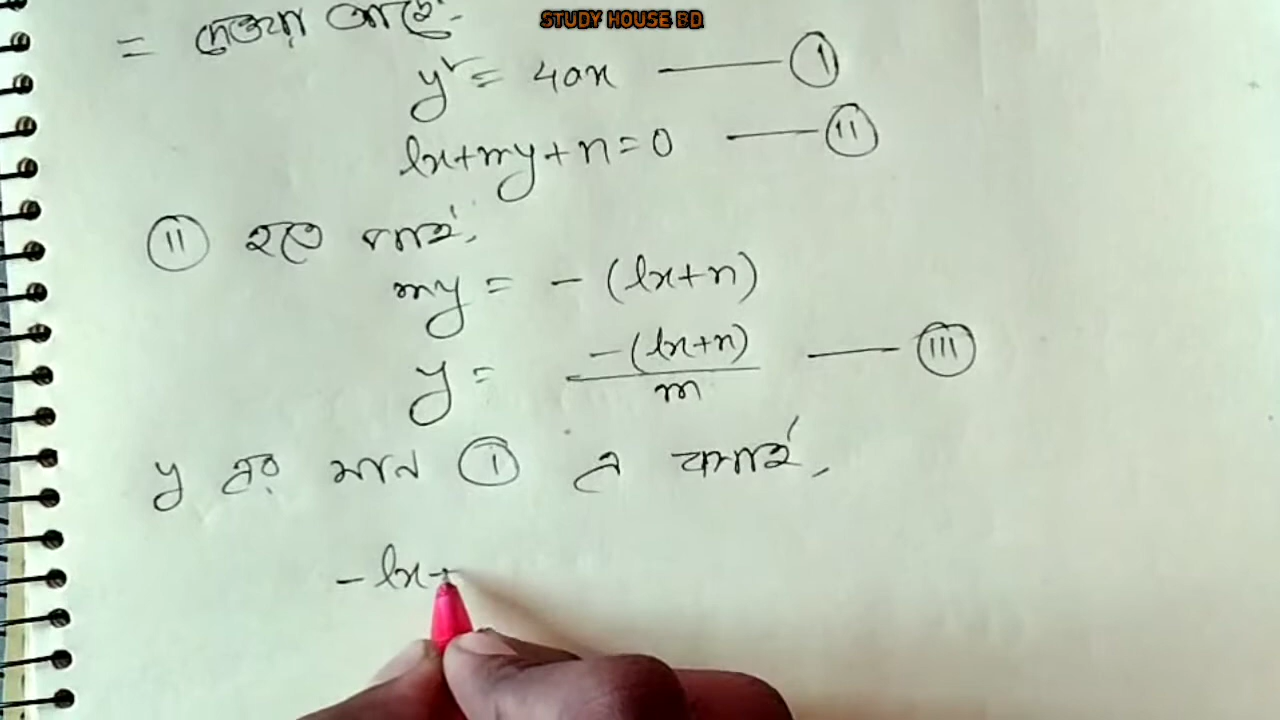 STUDY HOUSE BD
= দেওয়া আছে.
y² = 4ax —— (I)
lx+my+n=0 —— (II)
(II) হতে পাই,
my = - (lx+n)
y = -(lx+n)/m —— (III)
y এর মান (I) এ বসাই,
- lx+